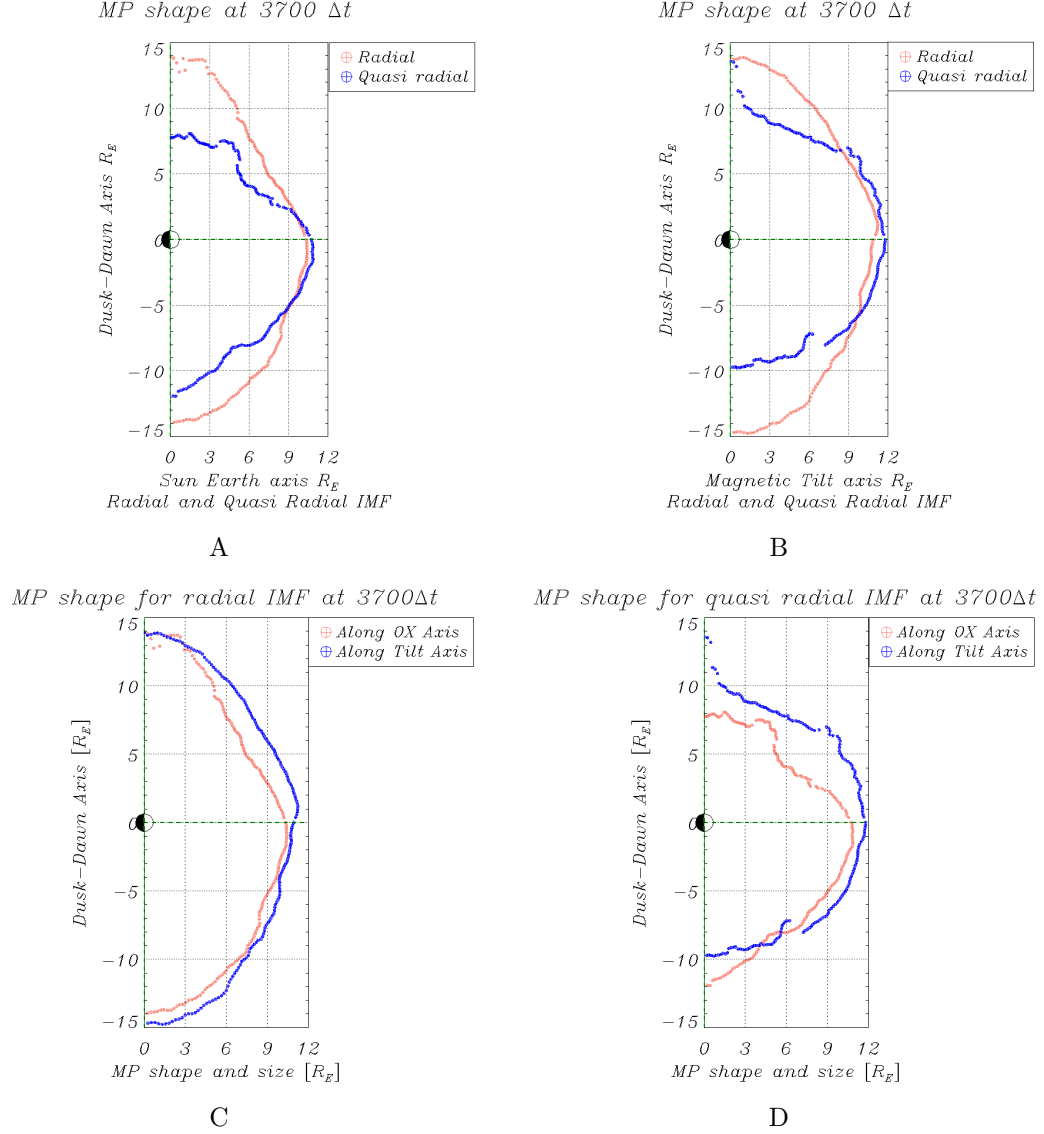 MP shape at 3700 Δt
15
10
5
0
−5
−10
−15
Dusk−Dawn Axis R_E
Radial
Quasi radial
0 3 6 9 12
Sun Earth axis R_E
Radial and Quasi Radial IMF
A
MP shape at 3700 Δt
15
10
5
0
−5
−10
−15
Dusk−Dawn Axis R_E
Radial
Quasi radial
0 3 6 9 12
Magnetic Tilt axis R_E
Radial and Quasi Radial IMF
B
MP shape for radial IMF at 3700Δt
15
10
5
0
−5
−10
−15
Dusk−Dawn Axis [R_E]
Along OX Axis
Along Tilt Axis
0 3 6 9 12
MP shape and size [R_E]
C
MP shape for quasi radial IMF at 3700Δt
15
10
5
0
−5
−10
−15
Dusk−Dawn Axis [R_E]
Along OX Axis
Along Tilt Axis
0 3 6 9 12
MP shape and size [R_E]
D